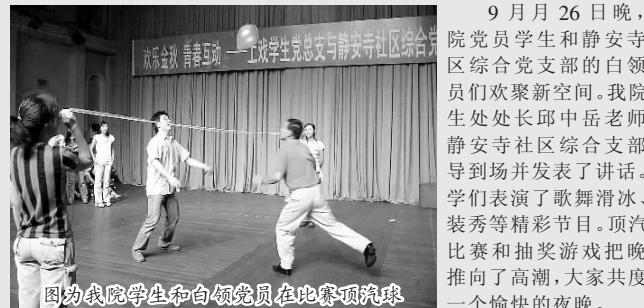 欢乐金秋 青春互动 ——上戏学生党总支与静安寺社区综合党
图为我院学生和白领党员在比赛顶汽球
9 月月 26 日晚，
院党员学生和静安寺
区综合党支部的白领
员们欢聚新空间。我院
生处处长邱中岳老师
静安寺社区综合支部
导到场并发表了讲话。
学们表演了歌舞滑冰、
装秀等精彩节目。顶汽
比赛和抽奖游戏把晚
推向了高潮，大家共度
一个愉快的夜晚。